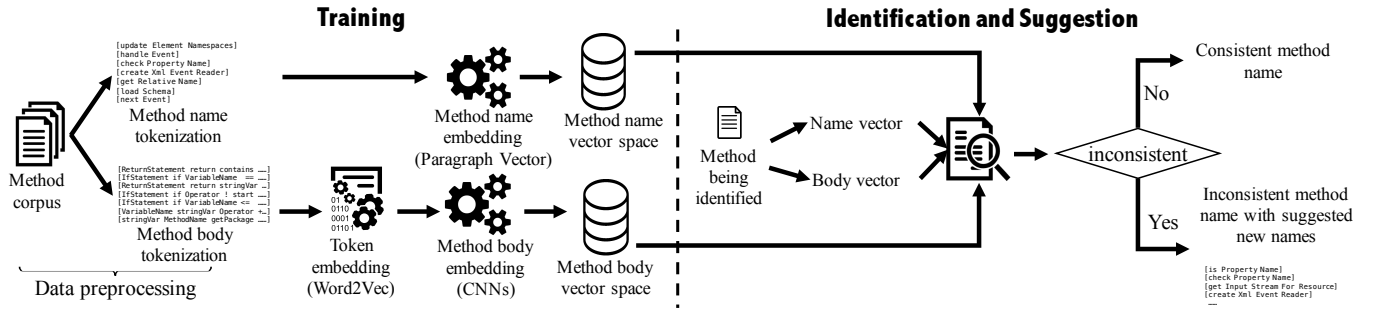 Training
Identification and Suggestion
[update Element Namespaces]
[handle Event]
[check Property Name]
[create Xml Event Reader]
[get Relative Name]
[load Schema]
[next Event]
Method name
tokenization
Method
corpus
[ReturnStatement return contains ……]
[IfStatement if VariableName == ……]
[ReturnStatement return stringVar …]
[IfStatement if Operator ! start ……]
[IfStatement if VariableName <= ……]
[VariableName stringVar Operator +…]
[stringVar MethodName getPackage ……]
Method body
tokenization
Data preprocessing
01
0110
0001
01101
Token
embedding
(Word2Vec)
Method name
embedding
(Paragraph Vector)
Method body
embedding
(CNNs)
Method name
vector space
Method body
vector space
Method
being
identified
Name vector
Body vector
inconsistent
No
Yes
Consistent method
name
Inconsistent method
name with suggested
new names
[is Property Name]
[check Property Name]
[get Input Stream For Resource]
[create Xml Event Reader]
……